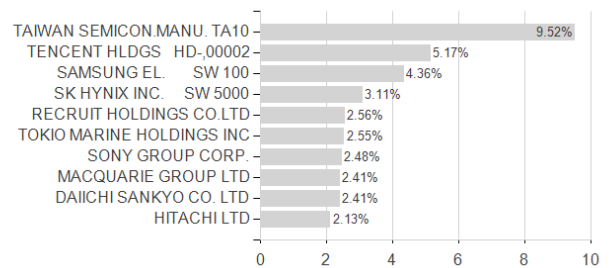 TAIWAN SEMICON.MANU. TA10 9.52%
TENCENT HLDGS HD-,00002 5.17%
SAMSUNG EL. SW 100 4.36%
SK HYNIX INC. SW 5000 3.11%
RECRUIT HOLDINGS CO.LTD 2.56%
TOKIO MARINE HOLDINGS INC 2.55%
SONY GROUP CORP. 2.48%
MACQUARIE GROUP LTD 2.41%
DAIICHI SANKYO CO. LTD 2.41%
HITACHI LTD 2.13%
0 2 4 6 8 10